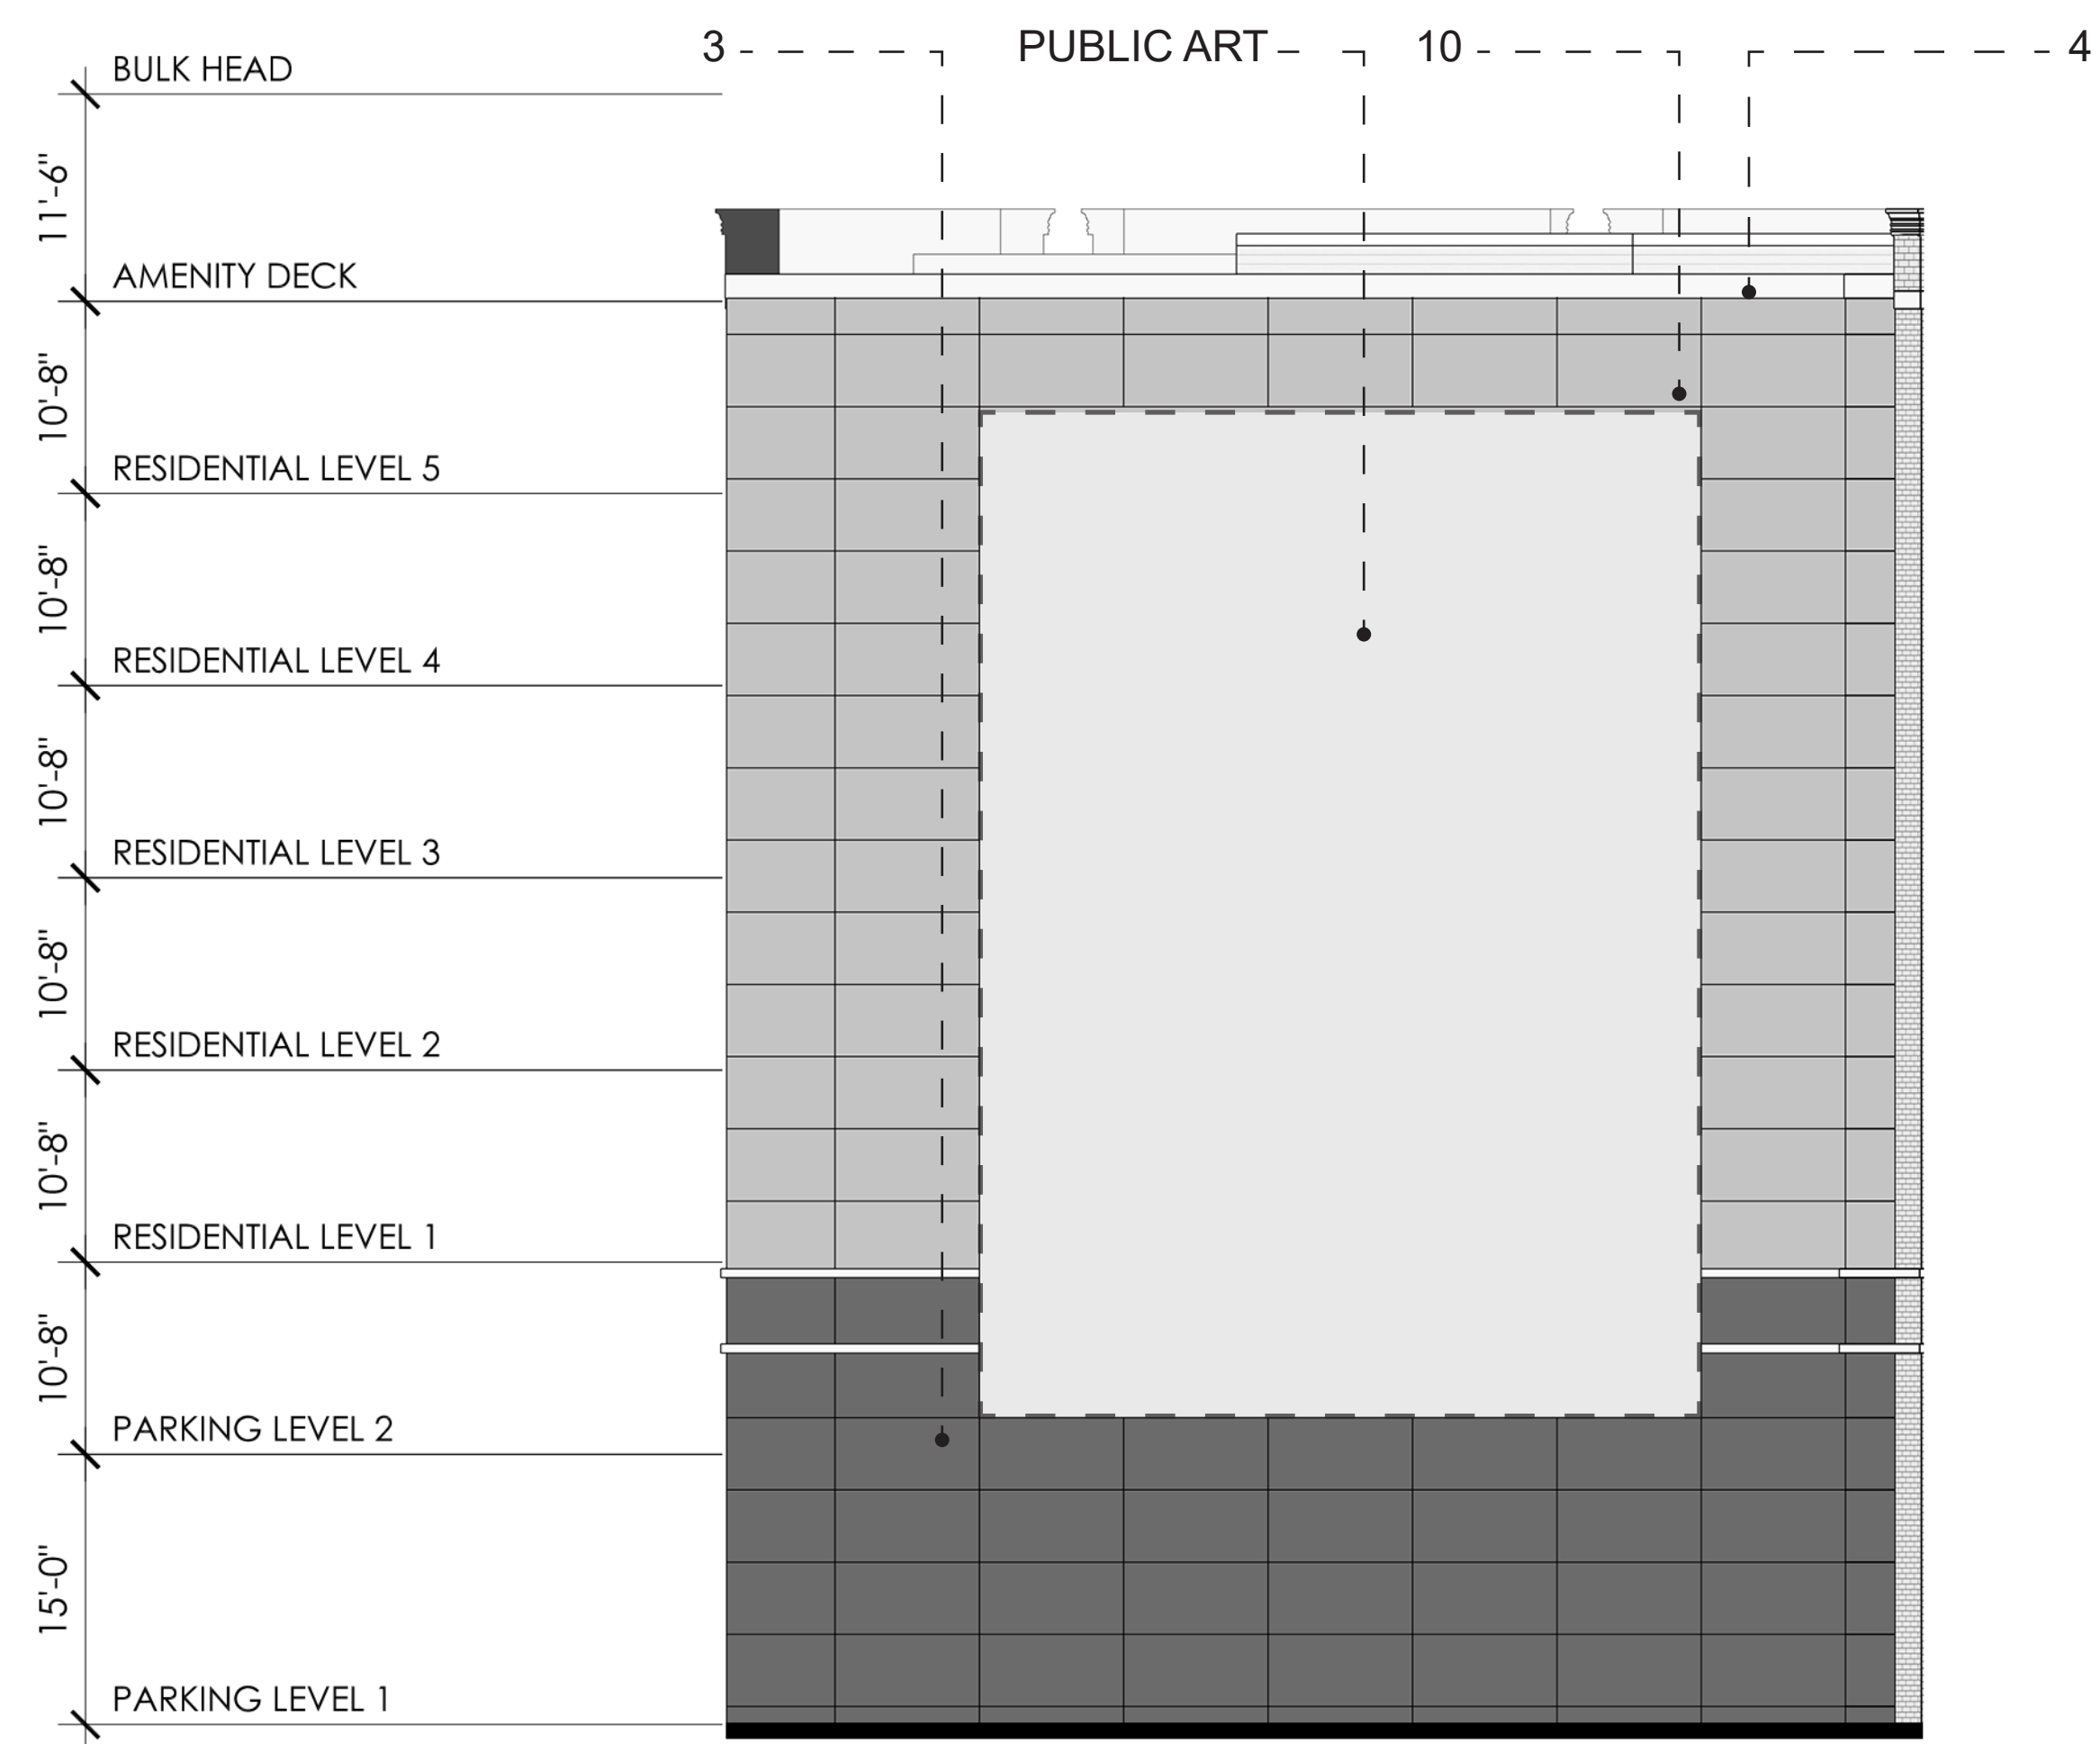 3 PUBLIC ART 10 4
BULK HEAD
11'-6"
AMENITY DECK
10'-8"
RESIDENTIAL LEVEL 5
10'-8"
RESIDENTIAL LEVEL 4
10'-8"
RESIDENTIAL LEVEL 3
10'-8"
RESIDENTIAL LEVEL 2
10'-8"
RESIDENTIAL LEVEL 1
10'-8"
PARKING LEVEL 2
15'-0"
PARKING LEVEL 1